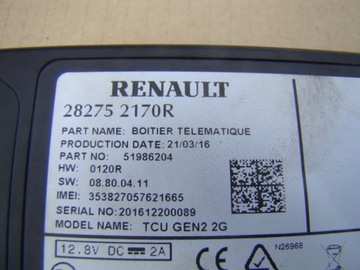 RENAULT
28275 2170R
PART NAME: BOITIER TELEMATIQUE
PRODUCTION DATE: 21/03/16
PART NO: 51986204
HW: 0120R
SW: 08.80.04.11
IMEI: 353827057621665
SERIAL NO: 201612200089
MODEL NAME: TCU GEN2 2G
12.8V DC 2A
CE
N26968